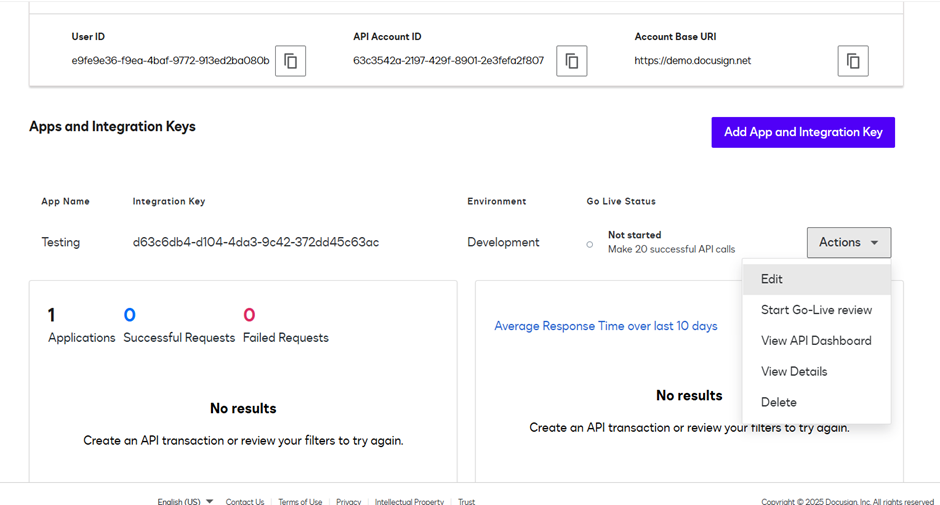 User ID
API Account ID
Account Base URI
e9fe9e36-f9ea-4baf-9772-913ed2ba080b
63c3542a-2197-429f-8901-2e3fefa2f807
https://demo.docusign.net
Apps and Integration Keys
Add App and Integration Key
App Name
Integration Key
Environment
Go Live Status
Testing
d63c6db4-d104-4da3-9c42-372dd45c63ac
Development
Not started
Make 20 successful API calls
Actions
Edit
Start Go-Live review
View API Dashboard
View Details
Delete
1
Applications
0
Successful Requests
0
Failed Requests
No results
Create an API transaction or review your filters to try again.
Average Response Time over last 10 days
No results
Create an API transaction or review your filters to try again.
English (US)
Contact Us
Terms of Use
Privacy
Intellectual Property
Trust
Copyright © 2025 Docusign, Inc. All rights reserved